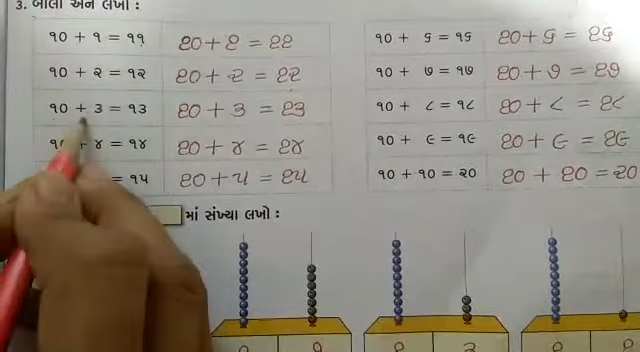 3. બોલો અને લખો :
૧૦ + ૧ = ૧૧ ૧૦ + ૧ = ૧૧
૧૦ + ૨ = ૧૨ ૧૦ + ૨ = ૧૨
૧૦ + ૩ = ૧૩ ૧૦ + ૩ = ૧૩
+ ૪ = ૧૪ ૧૦ + ૪ = ૧૪
= ૧૫ ૧૦ + ૫ = ૧૫
૧૦ + ૬ = ૧૬ ૧૦ + ૬ = ૧૬
૧૦ + ૭ = ૧૭ ૧૦ + ૭ = ૧૭
૧૦ + ૮ = ૧૮ ૧૦ + ૮ = ૧૮
૧૦ + ૯ = ૧૯ ૧૦ + ૯ = ૧૯
૧૦ + ૧૦ = ૨૦ ૧૦ + ૧૦ = ૨૦
માં સંખ્યા લખો :